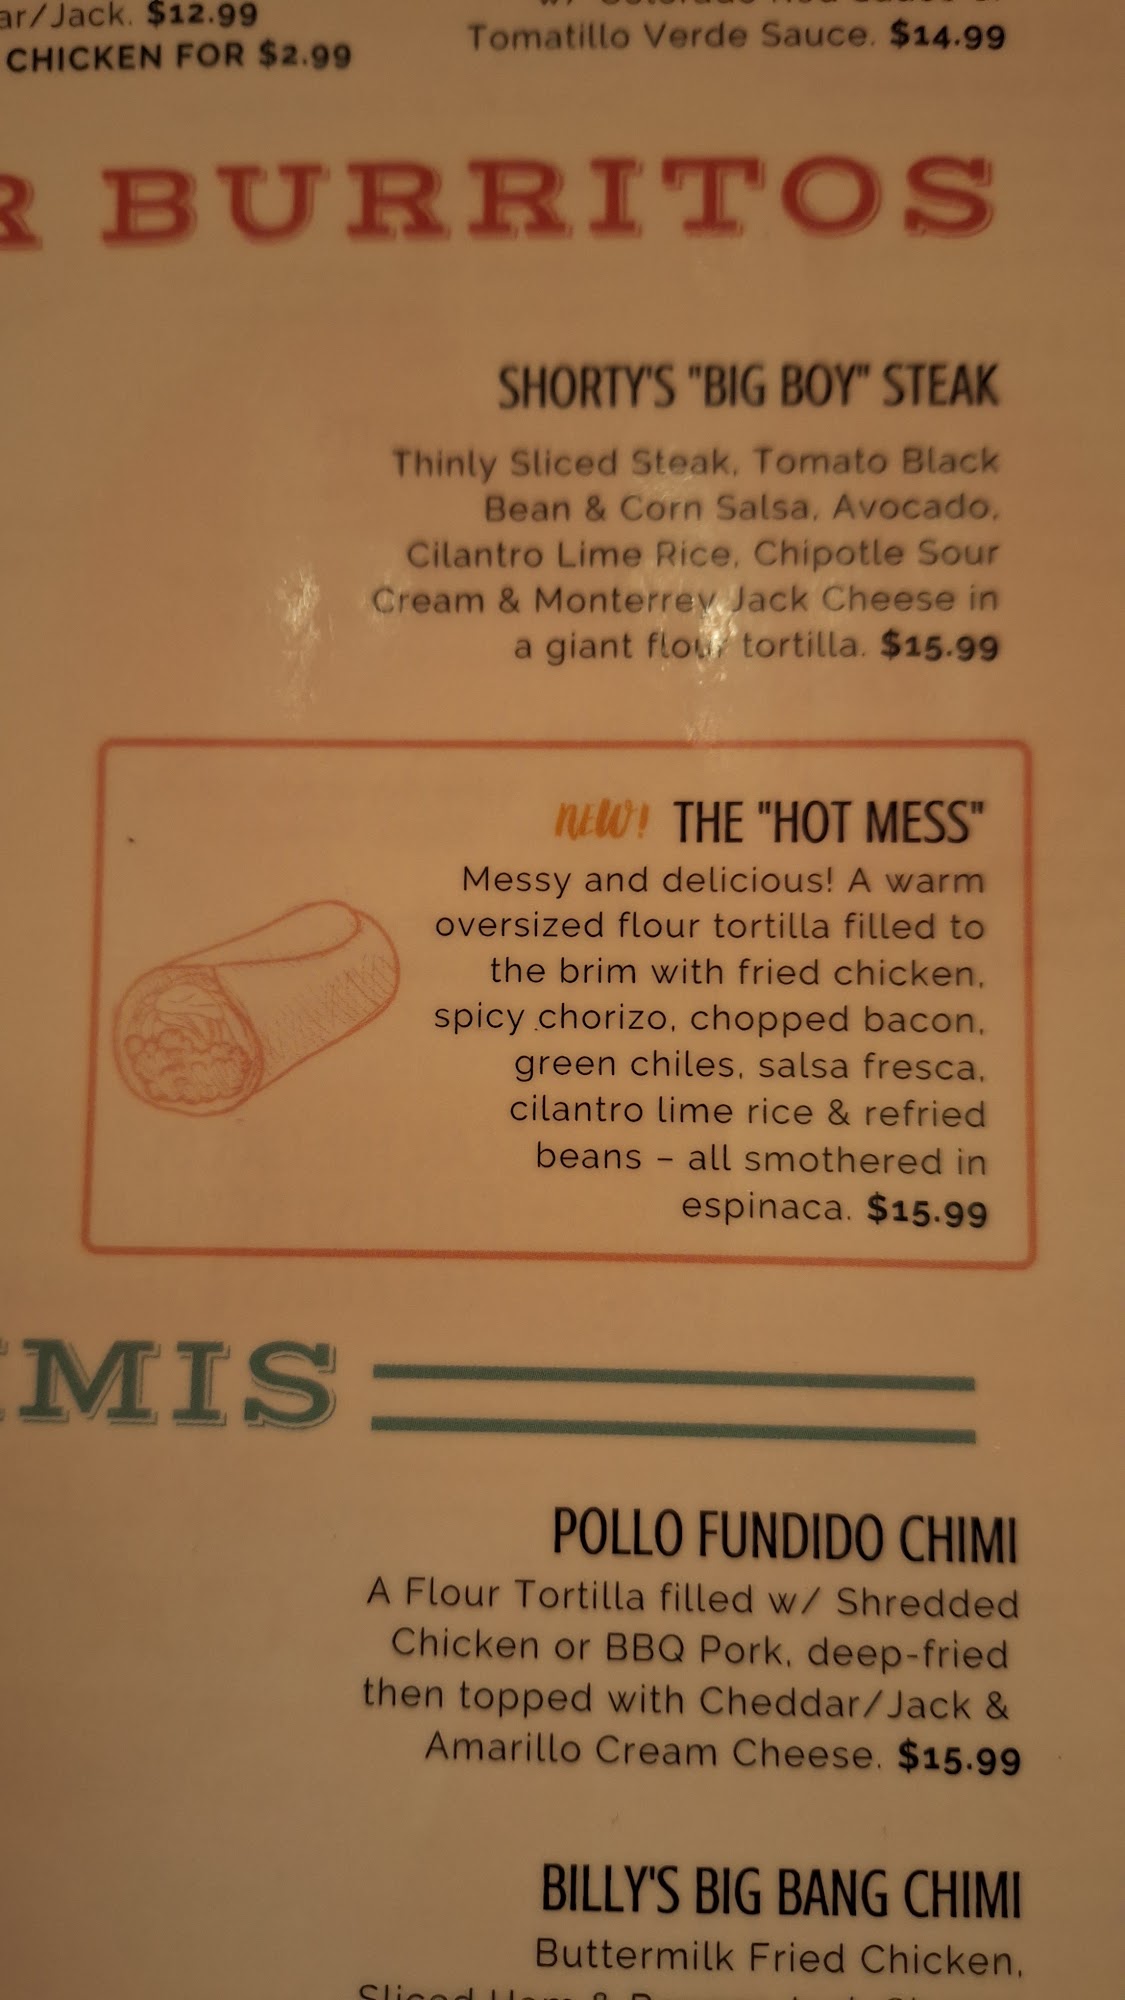 ar/Jack. $12.99
CHICKEN FOR $2.99
Tomatillo Verde Sauce. $14.99
R BURRITOS
SHORTY'S "BIG BOY" STEAK
Thinly Sliced Steak, Tomato Black
Bean & Corn Salsa, Avocado,
Cilantro Lime Rice, Chipotle Sour
Cream & Monterrey Jack Cheese in
a giant flour tortilla. $15.99
NEW! THE "HOT MESS"
Messy and delicious! A warm
oversized flour tortilla filled to
the brim with fried chicken,
spicy chorizo, chopped bacon,
green chiles, salsa fresca,
cilantro lime rice & refried
beans – all smothered in
espinaca. $15.99
IMIS
POLLO FUNDIDO CHIMI
A Flour Tortilla filled w/ Shredded
Chicken or BBQ Pork, deep-fried
then topped with Cheddar/Jack &
Amarillo Cream Cheese. $15.99
BILLY'S BIG BANG CHIMI
Buttermilk Fried Chicken,